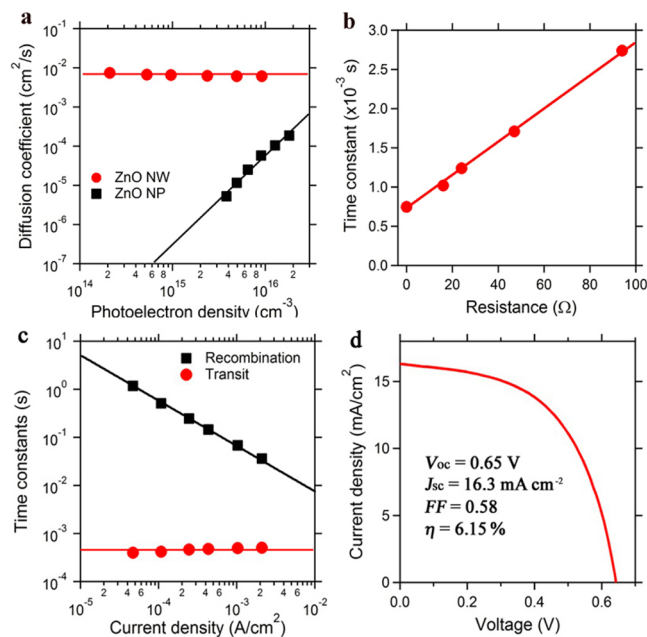 a
10⁻¹
10⁻²
10⁻³
10⁻⁴
10⁻⁵
10⁻⁶
10⁻⁷
Diffusion coefficient (cm²/s)
ZnO NW
ZnO NP
2 4 6 8 2 4 6 8 2
10¹⁴ 10¹⁵ 10¹⁶
Photoelectron density (cm⁻³)
b
3.0
2.5
2.0
1.5
1.0
0.5
0.0
Time constant (x10⁻³ s)
0 20 40 60 80 100
Resistance (Ω)
c
10¹
10⁰
10⁻¹
10⁻²
10⁻³
10⁻⁴
Time constants (s)
Recombination
Transit
2 4 6 2 4 6 2 4 6
10⁻⁵ 10⁻⁴ 10⁻³ 10⁻²
Current density (A/cm²)
d
15
10
5
0
Current density (mA/cm²)
Voc = 0.65 V
Jsc = 16.3 mA cm⁻²
FF = 0.58
η = 6.15 %
0.0 0.2 0.4 0.6
Voltage (V)